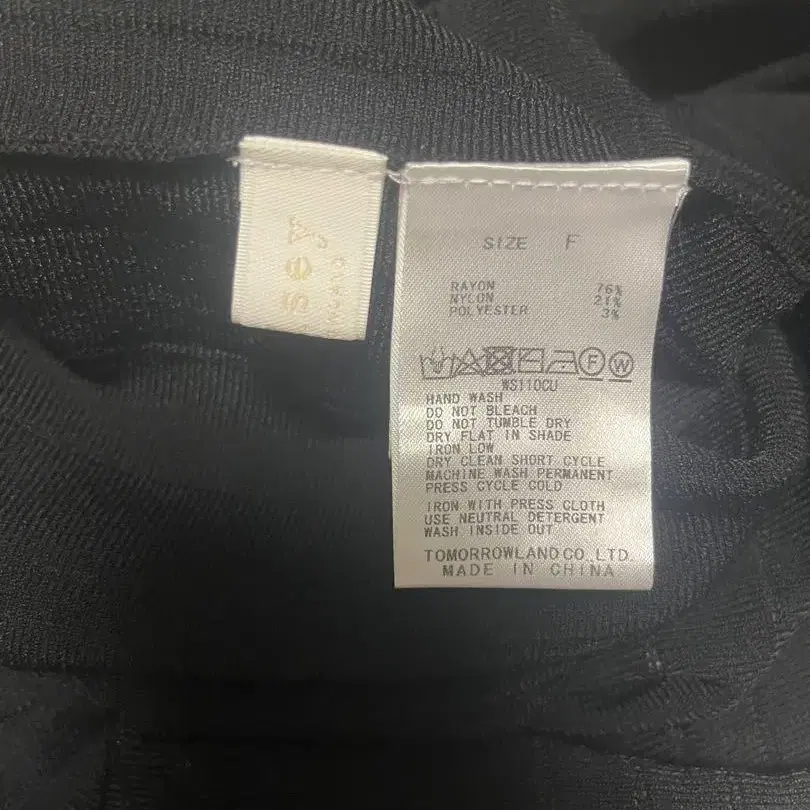 SIZE F
RAYON 76%
NYLON 21%
POLYESTER 3%
F W
WS110CU
HAND WASH
DO NOT BLEACH
DO NOT TUMBLE DRY
DRY FLAT IN SHADE
IRON LOW
DRY CLEAN SHORT CYCLE
MACHINE WASH PERMANENT
PRESS CYCLE COLD
IRON WITH PRESS CLOTH
USE NEUTRAL DETERGENT
WASH INSIDE OUT
TOMORROWLAND CO.,LTD.
MADE IN CHINA